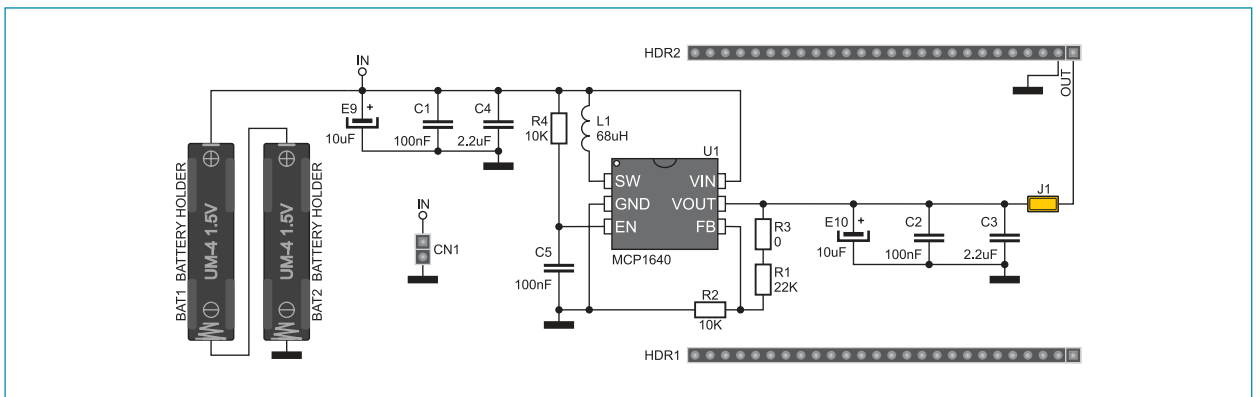 HDR2
IN
OUT
E9
+
10uF
C1
100nF
C4
2.2uF
R4
10K
L1
68uH
U1
SW
GND
EN
VIN
VOUT
FB
MCP1640
J1
BAT1 BATTERY HOLDER
UM-4 1.5V
UM-4 1.5V
BAT2 BATTERY HOLDER
IN
CN1
C5
100nF
R3
0
R1
22K
R2
10K
E10
+
10uF
C2
100nF
C3
2.2uF
HDR1